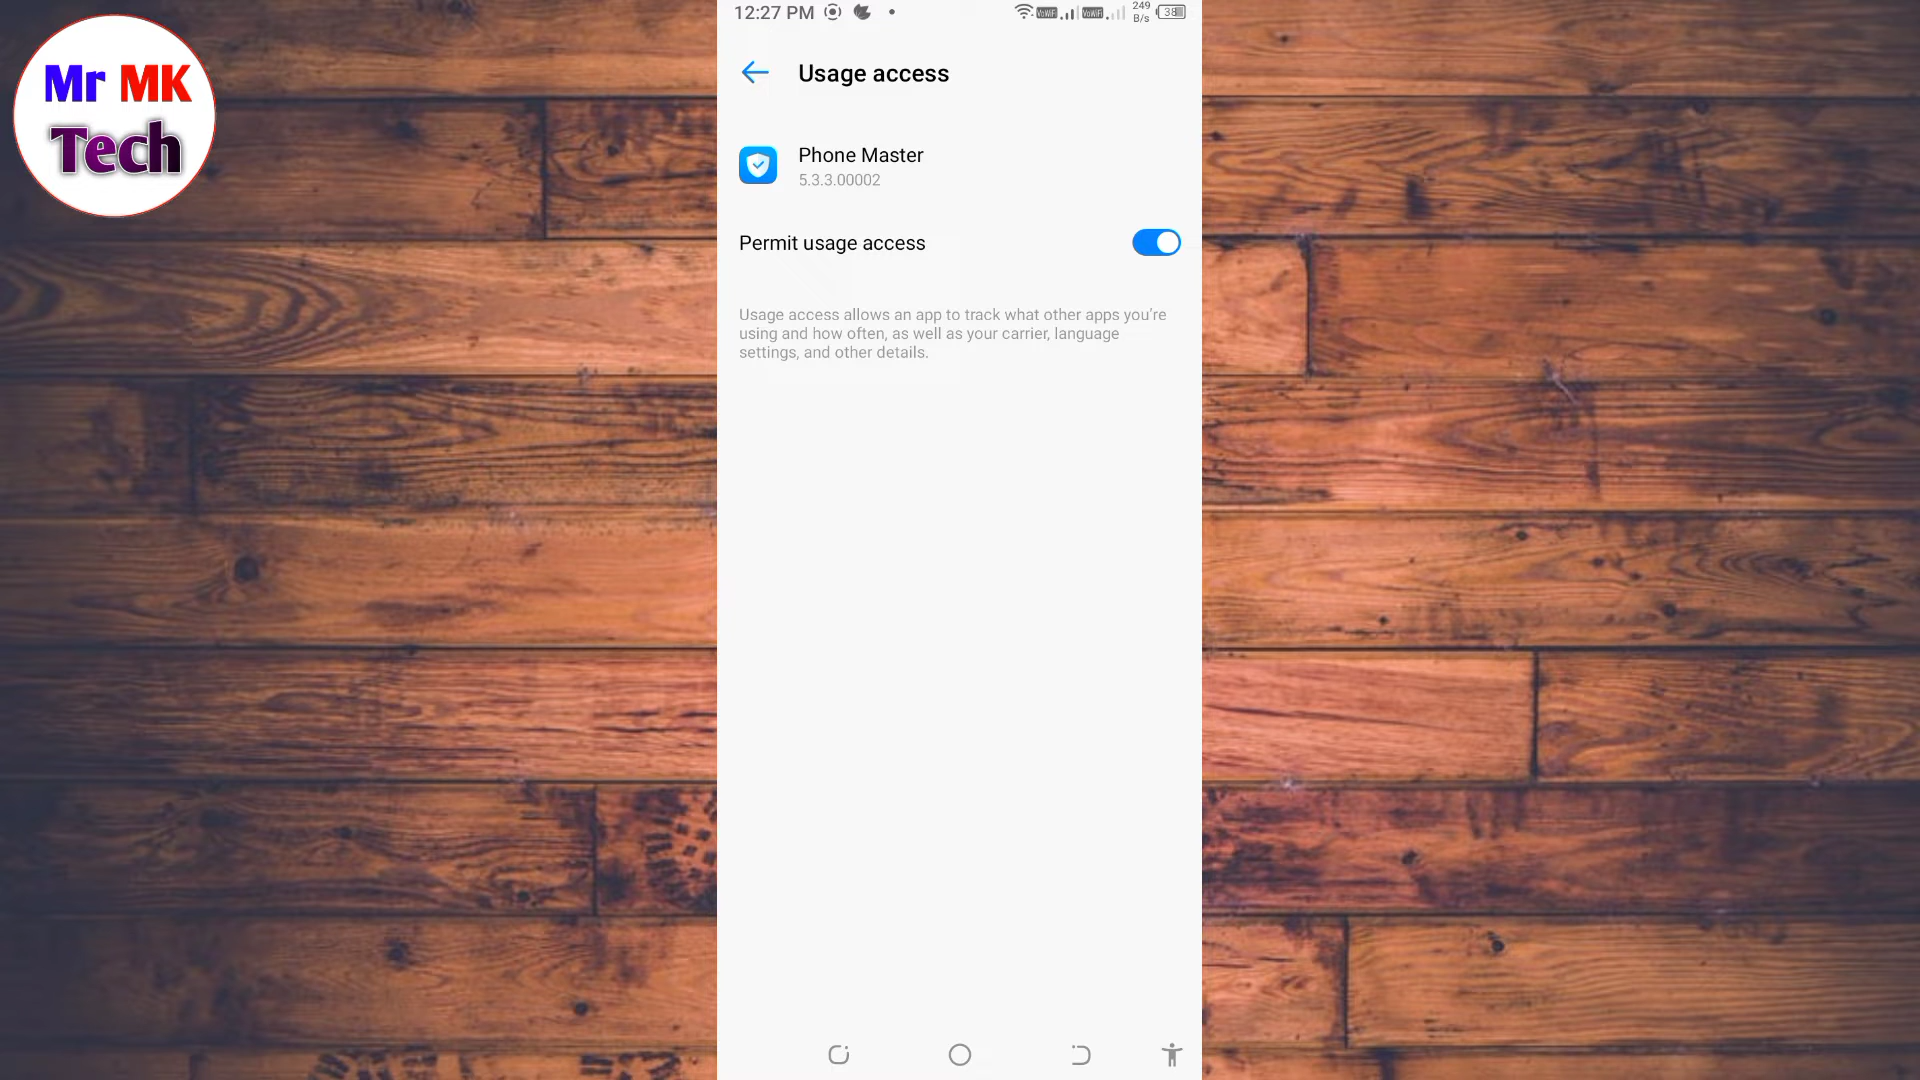 Mr MK
Tech
12:27 PM
VoWiFi
VoWiFi
249
B/s
38
Usage access
Phone Master
5.3.3.00002
Permit usage access
Usage access allows an app to track what other apps you're
using and how often, as well as your carrier, language
settings, and other details.